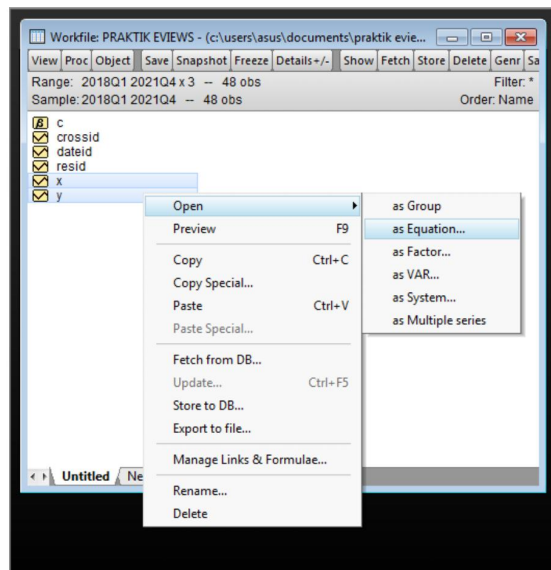 Workfile: PRAKTIK EVIEWS - (c:\users\asus\documents\praktik evie...
View Proc Object Save Snapshot Freeze Details+/- Show Fetch Store Delete Genr Sa
Range: 2018Q1 2021Q4 x 3 -- 48 obs Filter: *
Sample: 2018Q1 2021Q4 -- 48 obs Order: Name
β c
crossid
dateid
resid
x
y
Open
Preview F9
Copy Ctrl+C
Copy Special...
Paste Ctrl+V
Paste Special...
Fetch from DB...
Update... Ctrl+F5
Store to DB...
Export to file...
Manage Links & Formulae...
Rename...
Delete
as Group
as Equation...
as Factor...
as VAR...
as System...
as Multiple series
Untitled Ne